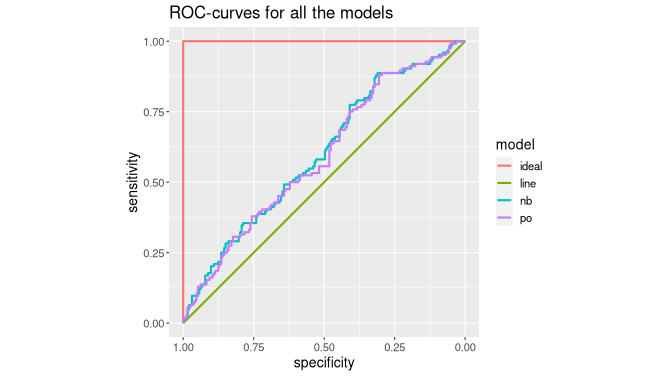 ROC-curves for all the models
1.00
0.75
0.50
0.25
0.00
sensitivity
1.00 0.75 0.50 0.25 0.00
specificity
model
ideal
line
nb
po